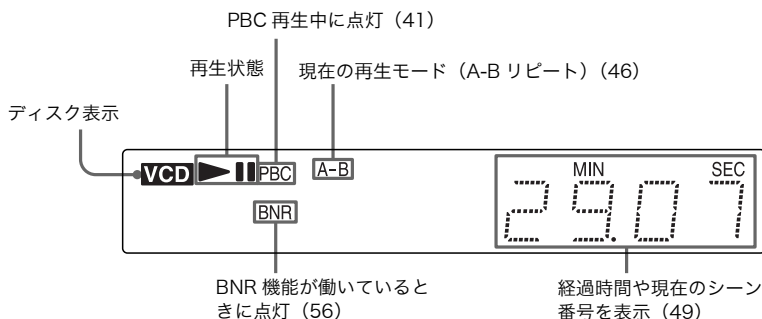 PBC 再生中に点灯（41）
再生状態
現在の再生モード（A-B リピート）（46）
ディスク表示
VCD
PBC
A-B
MIN
SEC
29.07
BNR
BNR 機能が働いていると
きに点灯（56）
経過時間や現在のシーン
番号を表示（49）